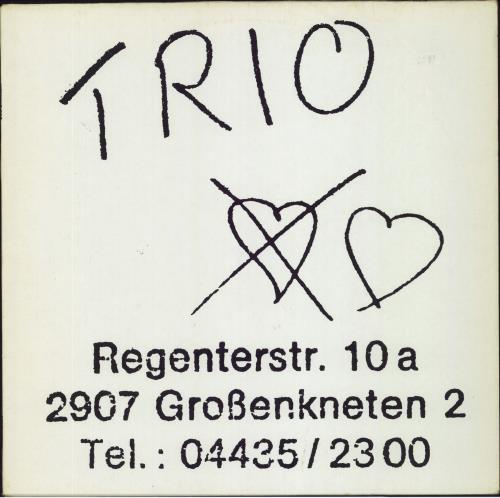 TRIO
Regenterstr. 10 a
2907 Großenkneten 2
Tel.: 04435/2300